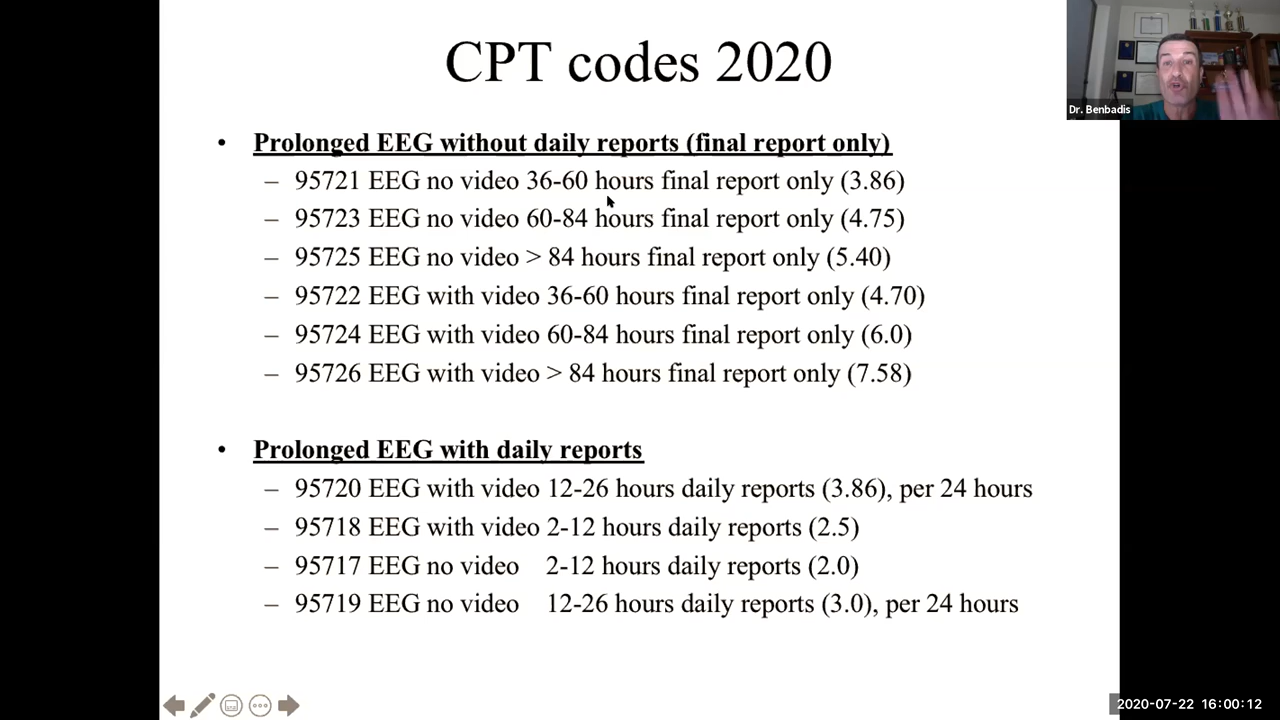 CPT codes 2020
Dr. Benbadis
• Prolonged EEG without daily reports (final report only)
– 95721 EEG no video 36-60 hours final report only (3.86)
– 95723 EEG no video 60-84 hours final report only (4.75)
– 95725 EEG no video > 84 hours final report only (5.40)
– 95722 EEG with video 36-60 hours final report only (4.70)
– 95724 EEG with video 60-84 hours final report only (6.0)
– 95726 EEG with video > 84 hours final report only (7.58)
• Prolonged EEG with daily reports
– 95720 EEG with video 12-26 hours daily reports (3.86), per 24 hours
– 95718 EEG with video 2-12 hours daily reports (2.5)
– 95717 EEG no video 2-12 hours daily reports (2.0)
– 95719 EEG no video 12-26 hours daily reports (3.0), per 24 hours
2020-07-22 16:00:12